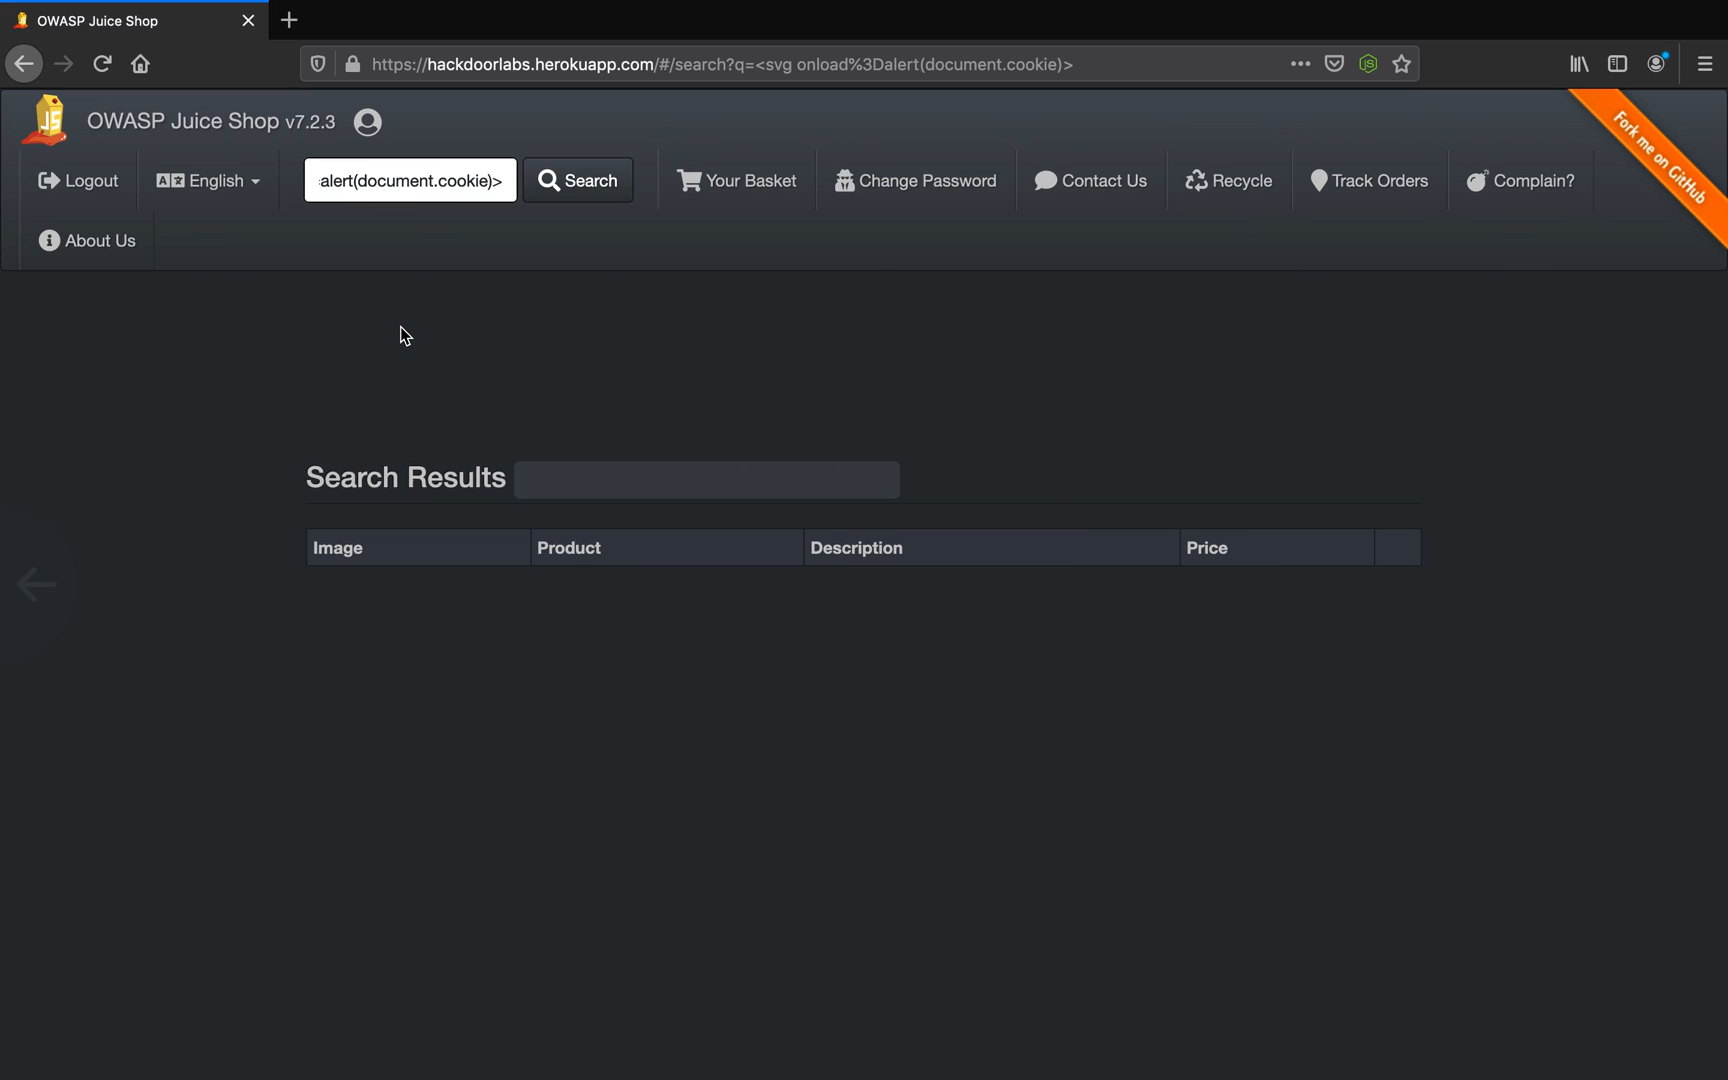 OWASP Juice Shop
https://hackdoorlabs.herokuapp.com/#/search?q=<svg onload%3Dalert(document.cookie)>
JS
JS
OWASP Juice Shop v7.2.3
Fork me on GitHub
Logout
English
alert(document.cookie)>
Search
Your Basket
Change Password
Contact Us
Recycle
Track Orders
Complain?
About Us
Search Results
Image Product Description Price